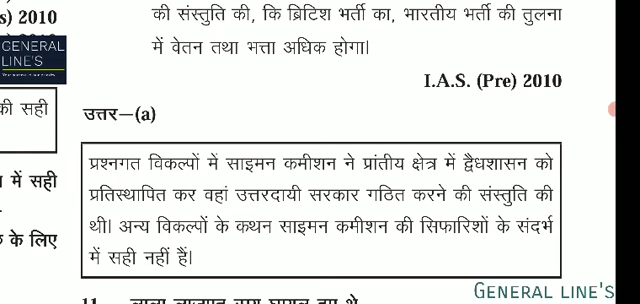 की संस्तुति की, कि ब्रिटिश भर्ती का, भारतीय भर्ती की तुलना
s) 2010
में वेतन तथा भत्ता अधिक होगा।
GENERAL
LINE'S
I.A.S. (Pre) 2010
की सही
उत्तर–(a)
प्रश्नगत विकल्पों में साइमन कमीशन ने प्रांतीय क्षेत्र में द्वैधशासन को
में सही
प्रतिस्थापित कर वहां उत्तरदायी सरकार गठित करने की संस्तुति की
थी। अन्य विकल्पों के कथन साइमन कमीशन की सिफारिशों के संदर्भ
के लिए
में सही नहीं हैं।
GENERAL LINE'S